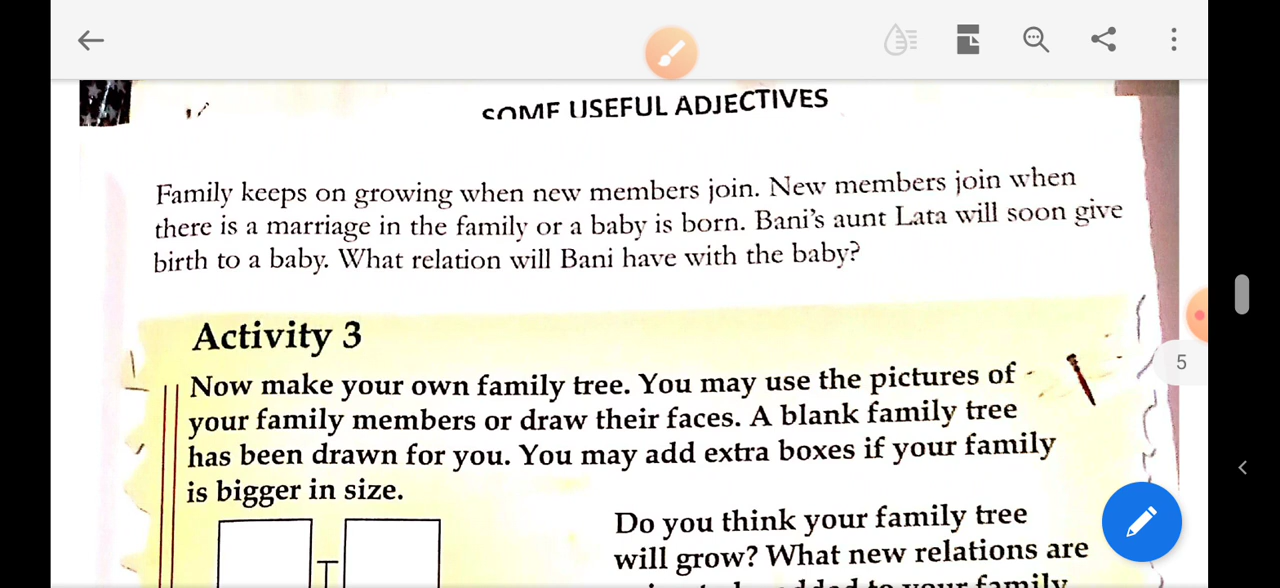 SOME USEFUL ADJECTIVES
Family keeps on growing when new members join. New members join when
there is a marriage in the family or a baby is born. Bani's aunt Lata will soon give
birth to a baby. What relation will Bani have with the baby?
Activity 3
Now make your own family tree. You may use the pictures of
your family members or draw their faces. A blank family tree
has been drawn for you. You may add extra boxes if your family
is bigger in size.
5
Do you think your family tree
will grow? What new relations are